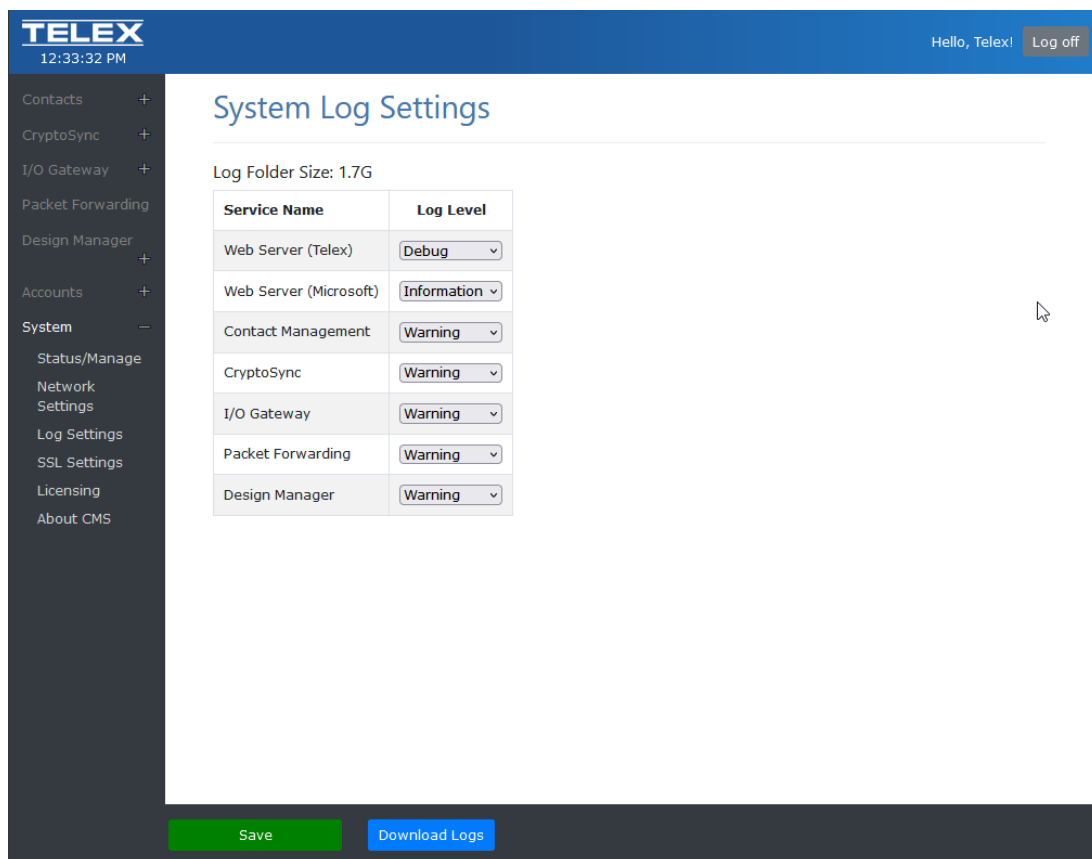 TELEX
12:33:32 PM
Hello, Telex! Log off
Contacts +
CryptoSync +
I/O Gateway +
Packet Forwarding
Design Manager +
Accounts +
System −
Status/Manage
Network
Settings
Log Settings
SSL Settings
Licensing
About CMS
System Log Settings
Log Folder Size: 1.7G
Service Name Log Level
Web Server (Telex) Debug
Web Server (Microsoft) Information
Contact Management Warning
CryptoSync Warning
I/O Gateway Warning
Packet Forwarding Warning
Design Manager Warning
Save Download Logs